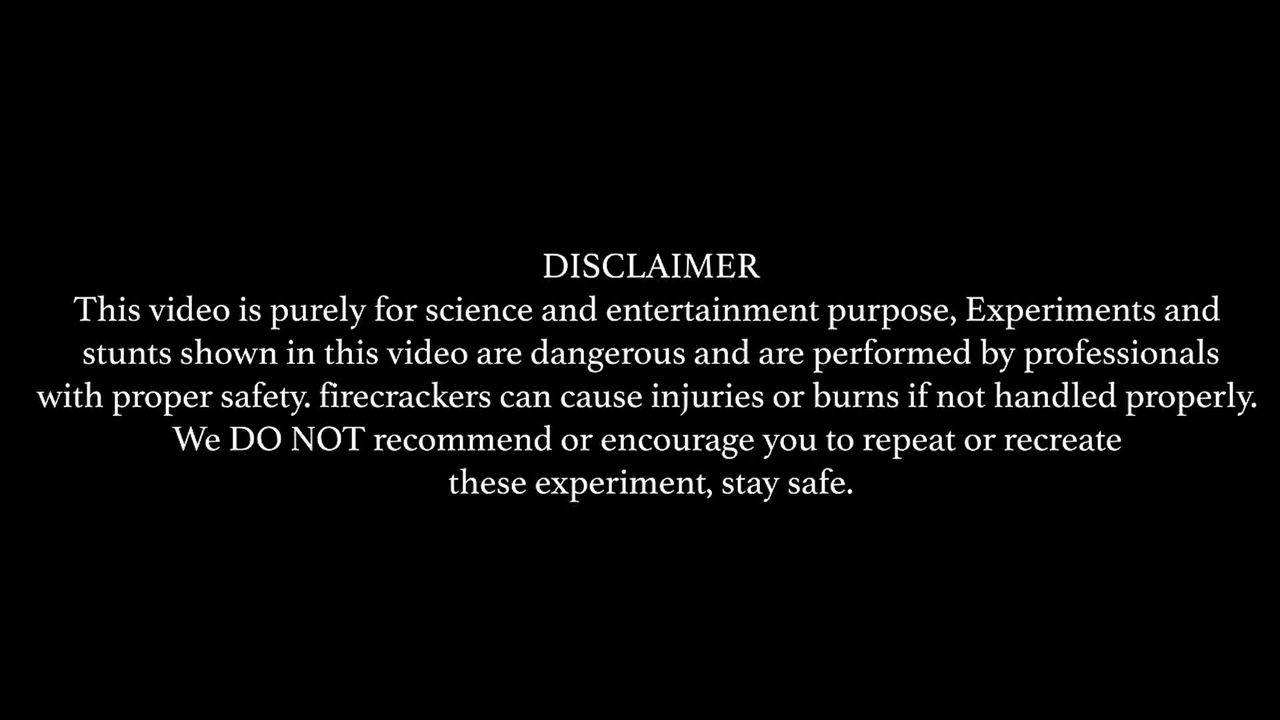 DISCLAIMER
This video is purely for science and entertainment purpose, Experiments and
stunts shown in this video are dangerous and are performed by professionals
with proper safety. firecrackers can cause injuries or burns if not handled properly.
We DO NOT recommend or encourage you to repeat or recreate
these experiment, stay safe.